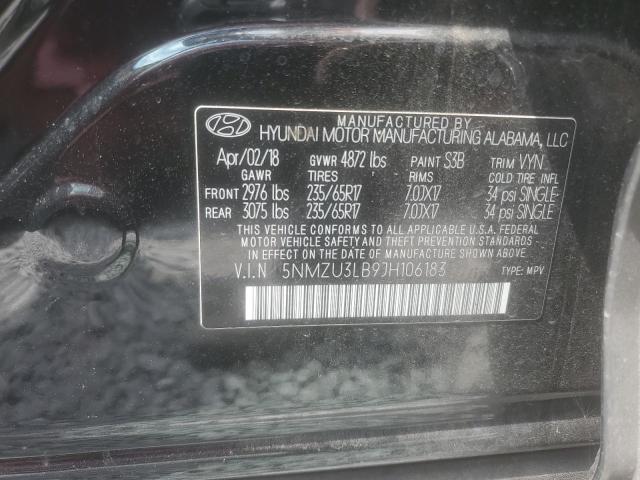 MANUFACTURED BY
HYUNDAI MOTOR MANUFACTURING ALABAMA, LLC
Apr/02/18 GVWR 4872 lbs PAINT S3B TRIM VYN
GAWR TIRES RIMS COLD TIRE INFL
FRONT 2976 lbs 235/65R17 7.0JX17 34 psi SINGLE
REAR 3075 lbs 235/65R17 7.0JX17 34 psi SINGLE
THIS VEHICLE CONFORMS TO ALL APPLICABLE U.S.A. FEDERAL
MOTOR VEHICLE SAFETY, BUMPER, AND THEFT PREVENTION STANDARDS
IN EFFECT ON THE DATE OF MANUFACTURE SHOWN ABOVE.
V.I.N 5NMZU3LB9JH106183 TYPE: MPV